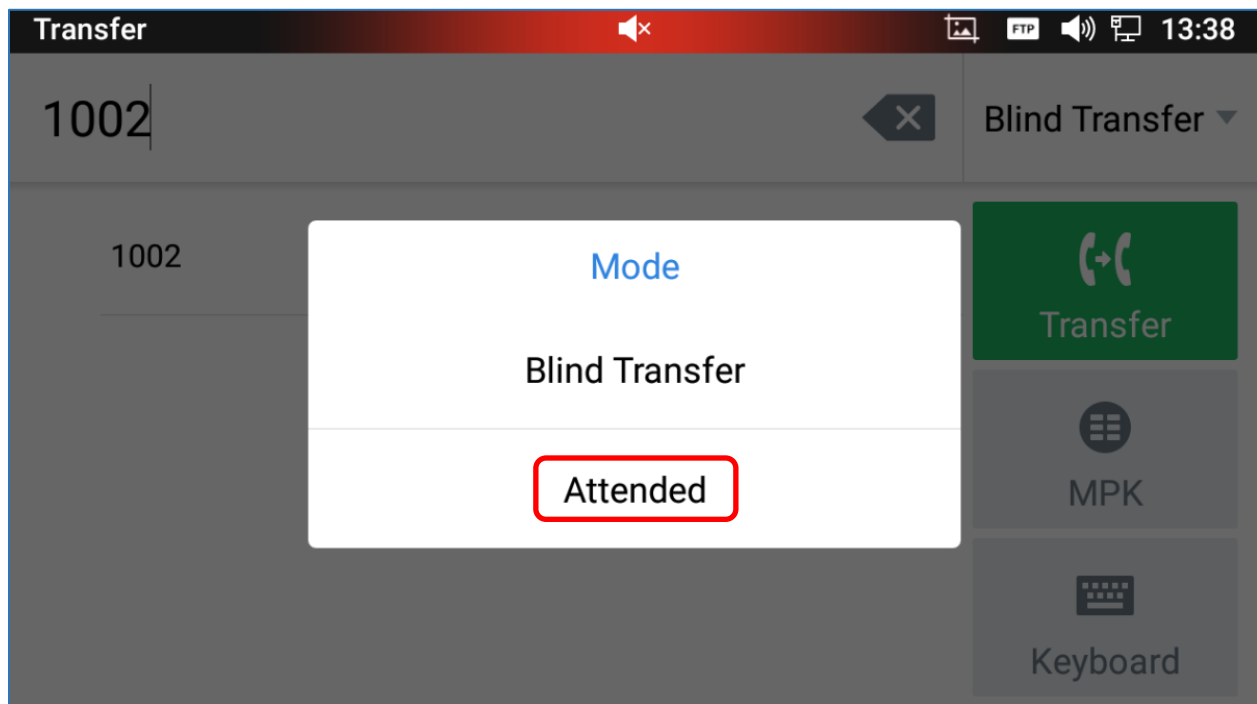 Transfer
FTP
13:38
1002
Blind Transfer
1002
Mode
Blind Transfer
Attended
Transfer
MPK
Keyboard